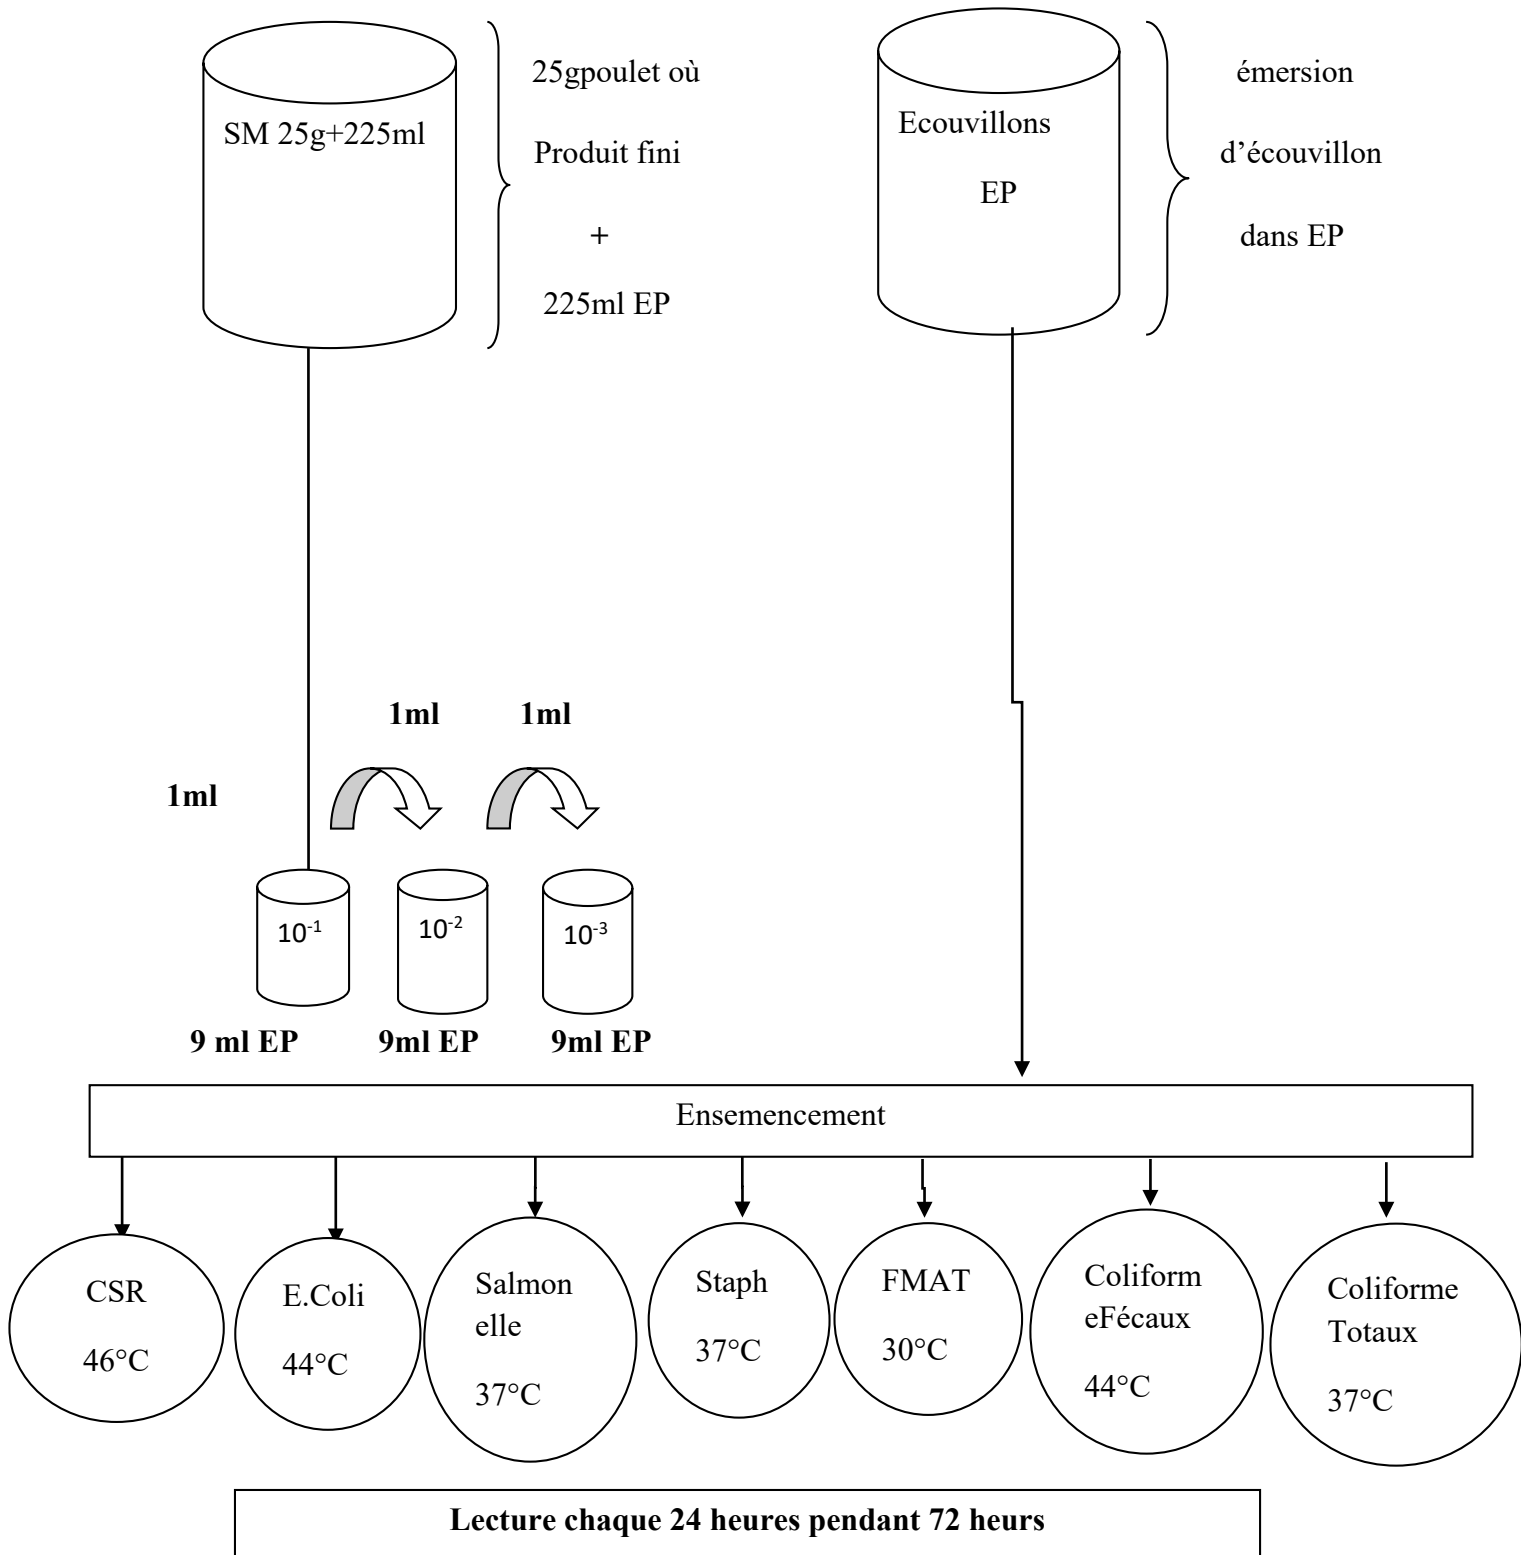 SM 25g+225ml
25gpoulet où
Produit fini
+
225ml EP
Ecouvillons
EP
émersion
d’écouvillon
dans EP
1ml
1ml
1ml
10⁻¹
10⁻²
10⁻³
9 ml EP
9ml EP
9ml EP
Ensemencement
CSR
46°C
E.Coli
44°C
Salmon
elle
37°C
Staph
37°C
FMAT
30°C
Coliform
eFécaux
44°C
Coliforme
Totaux
37°C
Lecture chaque 24 heures pendant 72 heurs